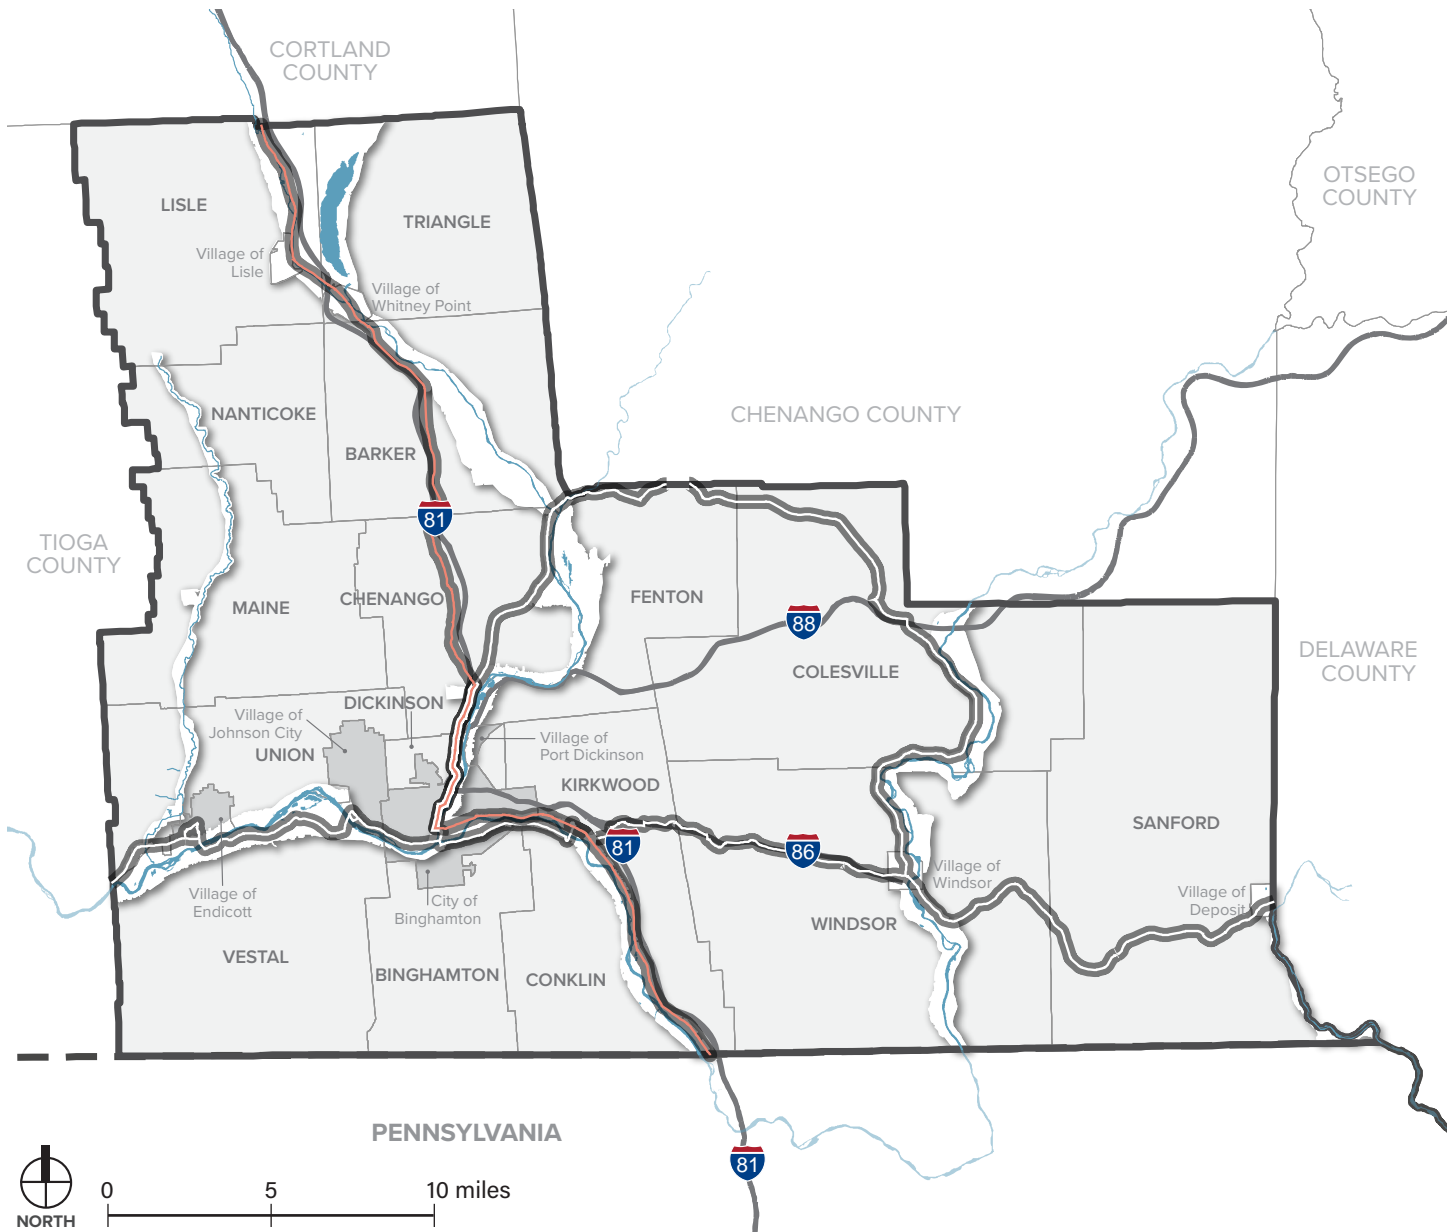 CORTLAND
COUNTY
OTSEGO
COUNTY
LISLE
TRIANGLE
Village of
Lisle
Village of
Whitney Point
NANTICOKE
CHENANGO COUNTY
BARKER
81
TIOGA
COUNTY
MAINE
CHENANGO
FENTON
88
COLESVILLE
DELAWARE
COUNTY
DICKINSON
Village of
Johnson City
UNION
Village of
Port Dickinson
KIRKWOOD
SANFORD
81
86
Village of
Windsor
Village of
Endicott
City of
Binghamton
Village of
Deposit
WINDSOR
VESTAL
BINGHAMTON
CONKLIN
PENNSYLVANIA
81
0 5 10 miles
NORTH